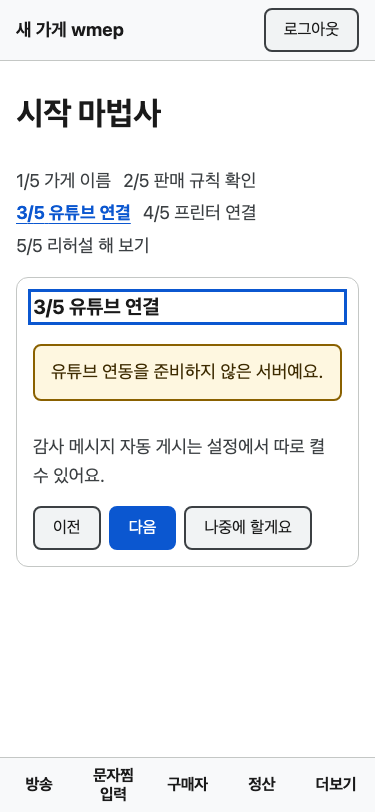 새 가게 wmep
로그아웃
시작 마법사
1/5 가게 이름 2/5 판매 규칙 확인
3/5 유튜브 연결 4/5 프린터 연결
5/5 리허설 해 보기
3/5 유튜브 연결
유튜브 연동을 준비하지 않은 서버예요.
감사 메시지 자동 게시는 설정에서 따로 켤
수 있어요.
이전 다음 나중에 할게요
방송 문자찜 입력 구매자 정산 더보기